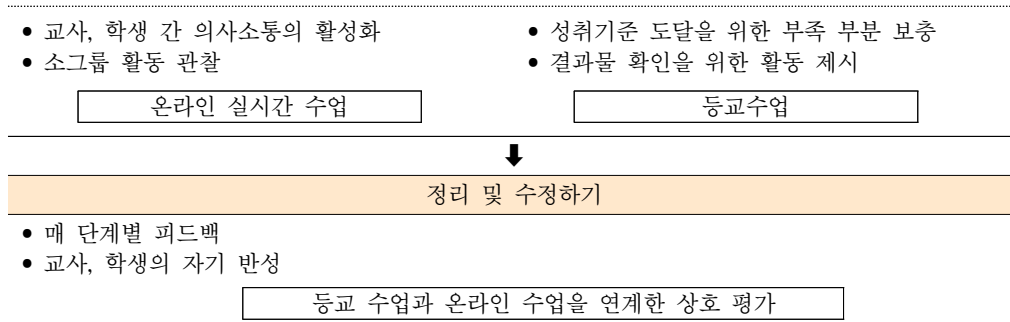 • 교사, 학생 간 의사소통의 활성화
• 소그룹 활동 관찰
온라인 실시간 수업
• 성취기준 도달을 위한 부족 부분 보충
• 결과물 확인을 위한 활동 제시
등교수업
정리 및 수정하기
• 매 단계별 피드백
• 교사, 학생의 자기 반성
등교 수업과 온라인 수업을 연계한 상호 평가